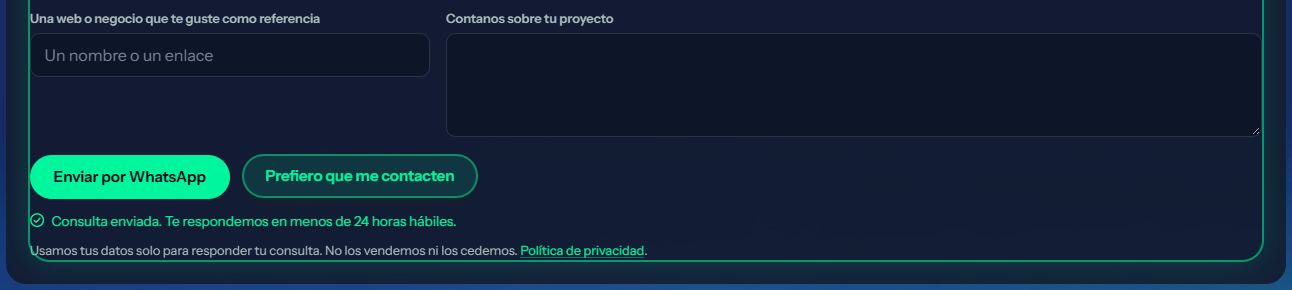 Una web o negocio que te guste como referencia
Contanos sobre tu proyecto
Un nombre o un enlace
Enviar por WhatsApp
Prefiero que me contacten
Consulta enviada. Te respondemos en menos de 24 horas hábiles.
Usamos tus datos solo para responder tu consulta. No los vendemos ni los cedemos. Política de privacidad.